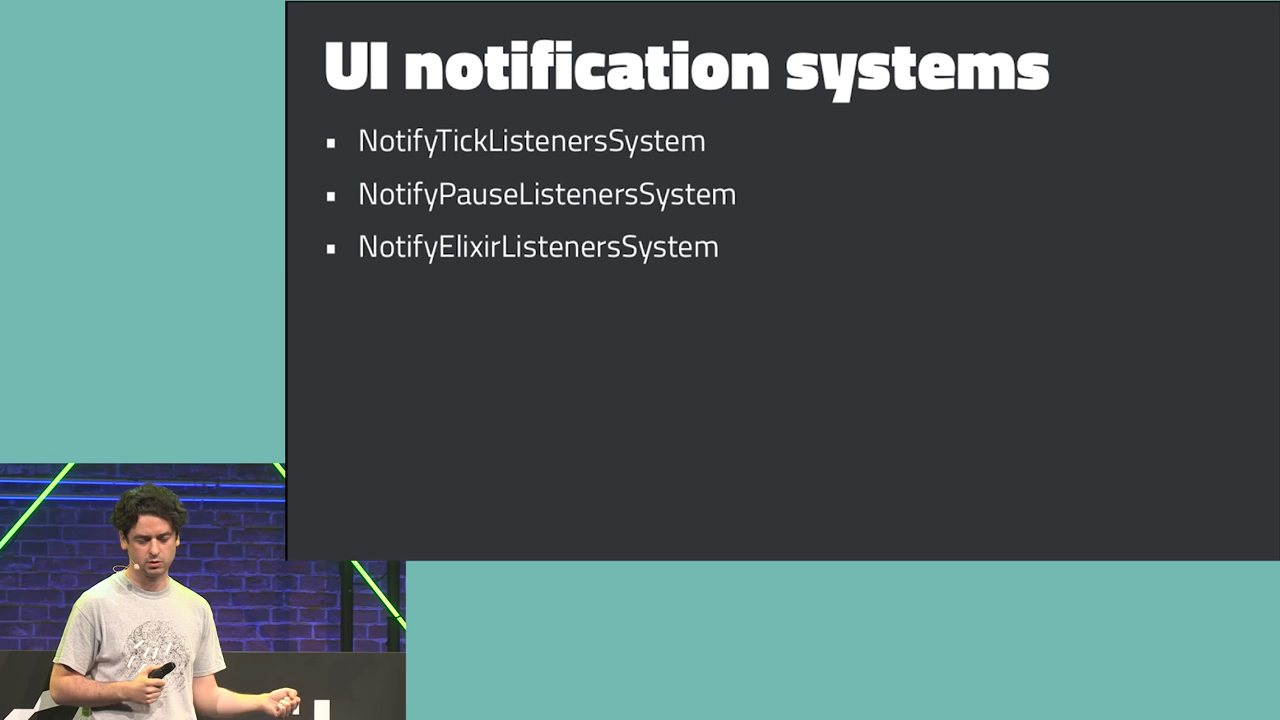 UI notification systems
NotifyTickListenersSystem
NotifyPauseListenersSystem
NotifyElixirListenersSystem